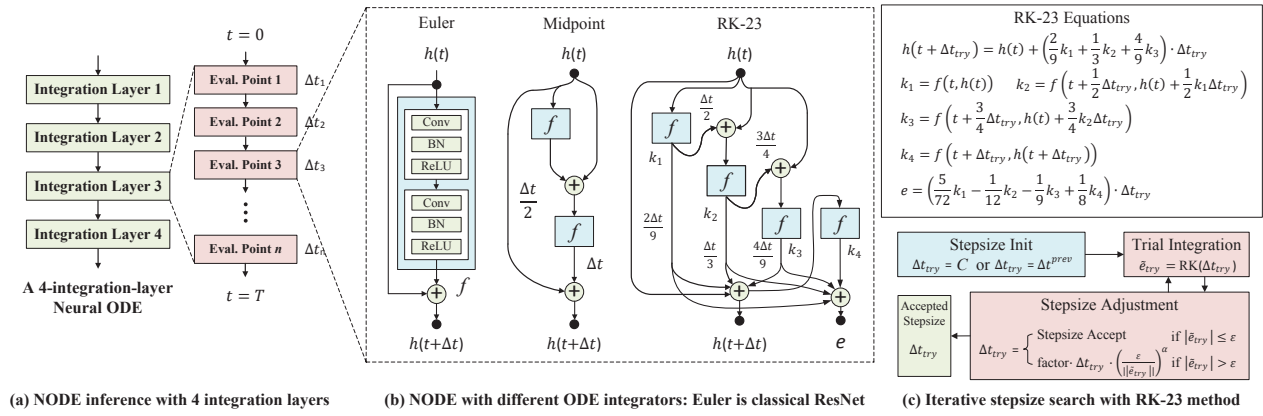 t = 0
Integration Layer 1
Integration Layer 2
Integration Layer 3
Integration Layer 4
A 4-integration-layer
Neural ODE
Eval. Point 1
Δt₁
Eval. Point 2
Δt₂
Eval. Point 3
Δt₃
Eval. Point n
Δtₙ
t = T
(a) NODE inference with 4 integration layers
Euler
h(t)
Conv
BN
ReLU
Conv
BN
ReLU
f
h(t+Δt)
Midpoint
h(t)
f
Δt/2
f
Δt
h(t+Δt)
RK-23
h(t)
f
k₁
Δt/2
f
k₂
3Δt/4
f
k₃
f
k₄
2Δt/9
Δt/3
4Δt/9
h(t+Δt)
e
(b) NODE with different ODE integrators: Euler is classical ResNet
RK-23 Equations
h(t + Δt_try) = h(t) + (2/9 k₁ + 1/3 k₂ + 4/9 k₃) · Δt_try
k₁ = f(t, h(t)) k₂ = f(t + 1/2 Δt_try, h(t) + 1/2 k₁Δt_try)
k₃ = f(t + 3/4 Δt_try, h(t) + 3/4 k₂Δt_try)
k₄ = f(t + Δt_try, h(t + Δt_try))
e = (5/72 k₁ − 1/12 k₂ − 1/9 k₃ + 1/8 k₄) · Δt_try
Stepsize Init
Δt_try = C or Δt_try = Δt^prev
Trial Integration
ẽ_try = RK(Δt_try)
Accepted
Stepsize
Δt_try
Stepsize Adjustment
Δt_try = {
Stepsize Accept if |ẽ_try| ≤ ε
factor· Δt_try · (ε/||ẽ_try||)^α if |ẽ_try| > ε
(c) Iterative stepsize search with RK-23 method